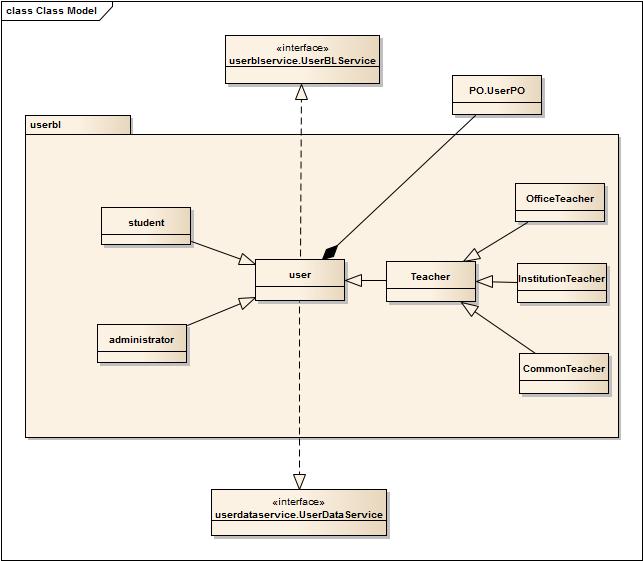 class Class Model
«interface»
userblservice.UserBLService
PO.UserPO
userbl
OfficeTeacher
student
user
Teacher
InstitutionTeacher
administrator
CommonTeacher
«interface»
userdataservice.UserDataService